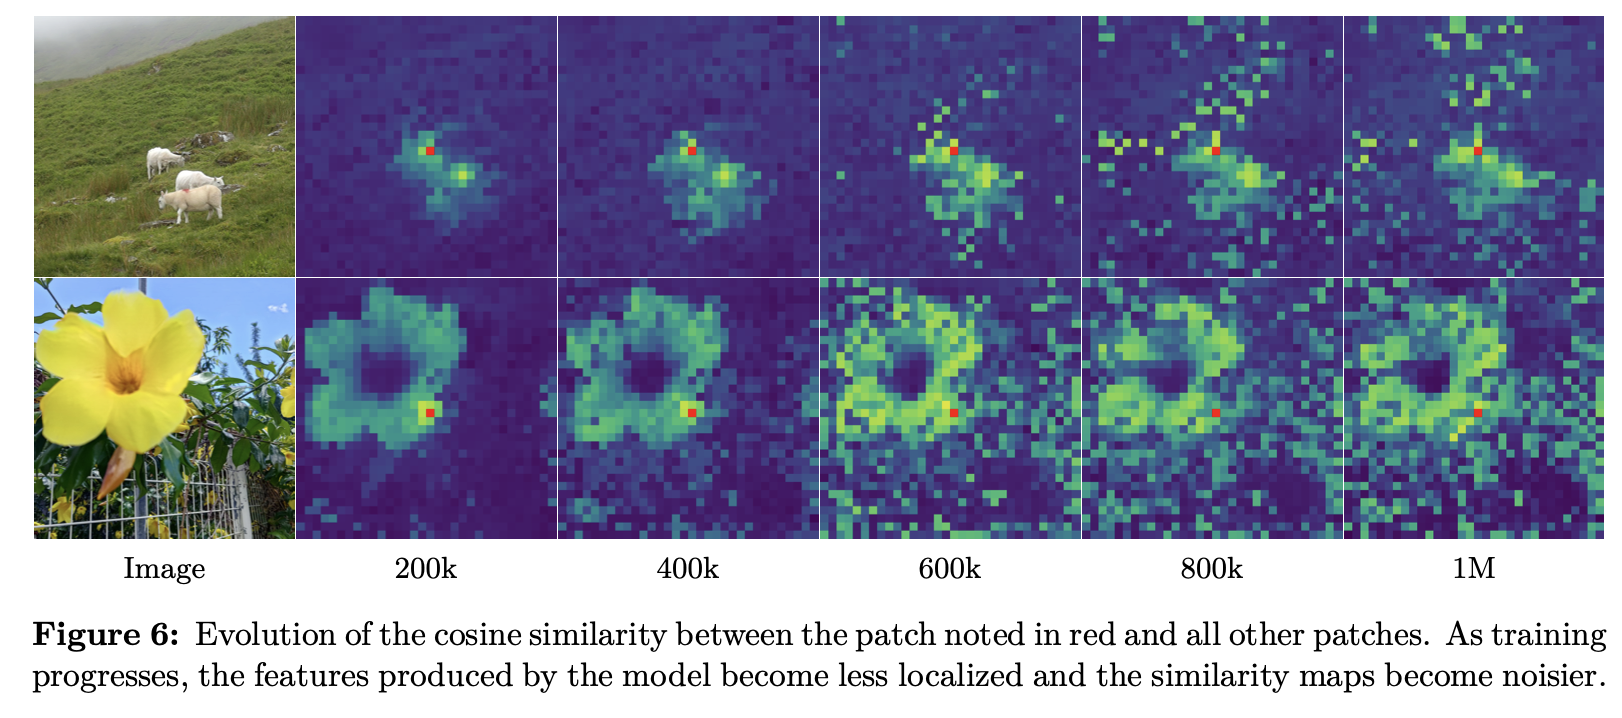 Image 200k 400k 600k 800k 1M
Figure 6: Evolution of the cosine similarity between the patch noted in red and all other patches. As training
progresses, the features produced by the model become less localized and the similarity maps become noisier.